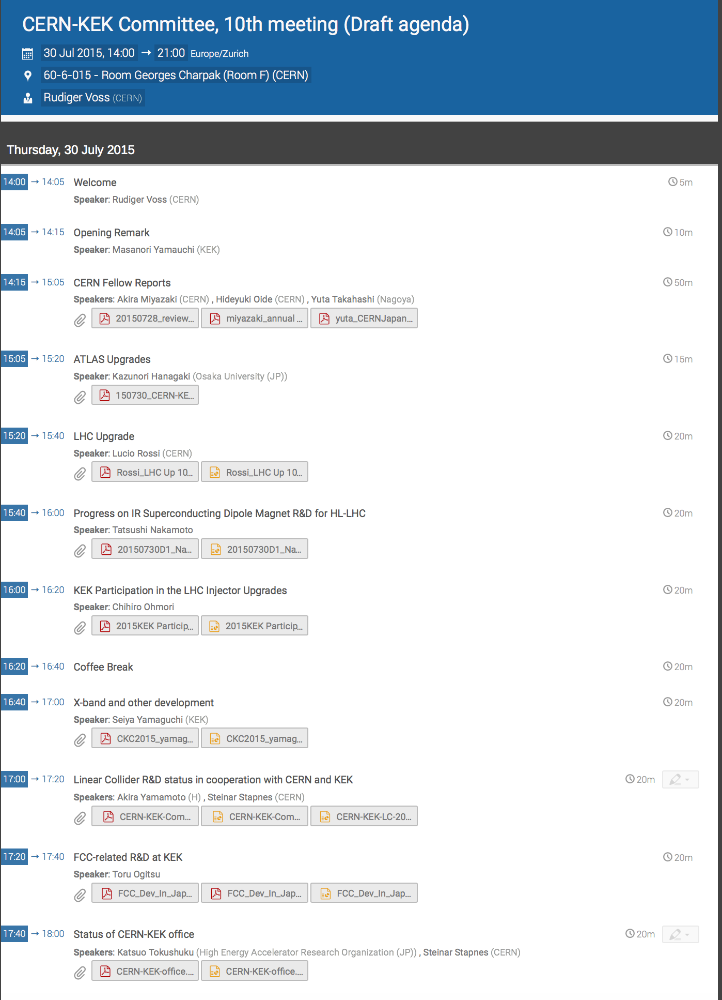 CERN-KEK Committee, 10th meeting (Draft agenda)
30 Jul 2015, 14:00 → 21:00 Europe/Zurich
60-6-015 - Room Georges Charpak (Room F) (CERN)
Rudiger Voss (CERN)
Thursday, 30 July 2015
14:00 → 14:05 Welcome 5m
Speaker: Rudiger Voss (CERN)
14:05 → 14:15 Opening Remark 10m
Speaker: Masanori Yamauchi (KEK)
14:15 → 15:05 CERN Fellow Reports 50m
Speakers: Akira Miyazaki (CERN) , Hideyuki Oide (CERN) , Yuta Takahashi (Nagoya)
20150728_review... miyazaki_annual ... yuta_CERNJapan...
15:05 → 15:20 ATLAS Upgrades 15m
Speaker: Kazunori Hanagaki (Osaka University (JP))
150730_CERN-KE...
15:20 → 15:40 LHC Upgrade 20m
Speaker: Lucio Rossi (CERN)
Rossi_LHC Up 10... Rossi_LHC Up 10...
15:40 → 16:00 Progress on IR Superconducting Dipole Magnet R&D for HL-LHC 20m
Speaker: Tatsushi Nakamoto
20150730D1_Na... 20150730D1_Na...
16:00 → 16:20 KEK Participation in the LHC Injector Upgrades 20m
Speaker: Chihiro Ohmori
2015KEK Particip... 2015KEK Particip...
16:20 → 16:40 Coffee Break 20m
16:40 → 17:00 X-band and other development 20m
Speaker: Seiya Yamaguchi (KEK)
CKC2015_yamag... CKC2015_yamag...
17:00 → 17:20 Linear Collider R&D status in cooperation with CERN and KEK 20m
Speakers: Akira Yamamoto (H) , Steinar Stapnes (CERN)
CERN-KEK-Com... CERN-KEK-Com... CERN-KEK-LC-20...
17:20 → 17:40 FCC-related R&D at KEK 20m
Speaker: Toru Ogitsu
FCC_Dev_In_Jap... FCC_Dev_In_Jap... FCC_Dev_In_Jap...
17:40 → 18:00 Status of CERN-KEK office 20m
Speakers: Katsuo Tokushuku (High Energy Accelerator Research Organization (JP)) , Steinar Stapnes (CERN)
CERN-KEK-office.... CERN-KEK-office....